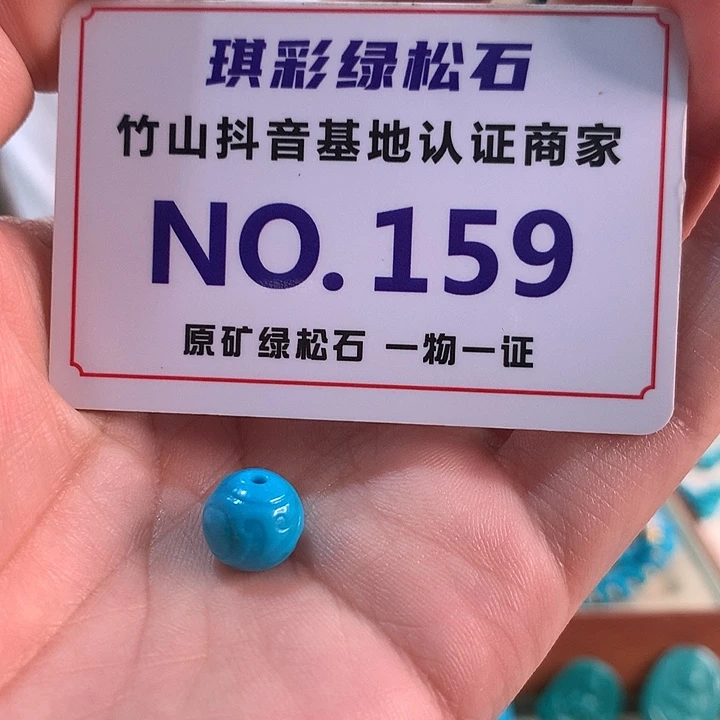 琪彩绿松石
竹山抖音基地认证商家
NO.159
原矿绿松石 一物一证